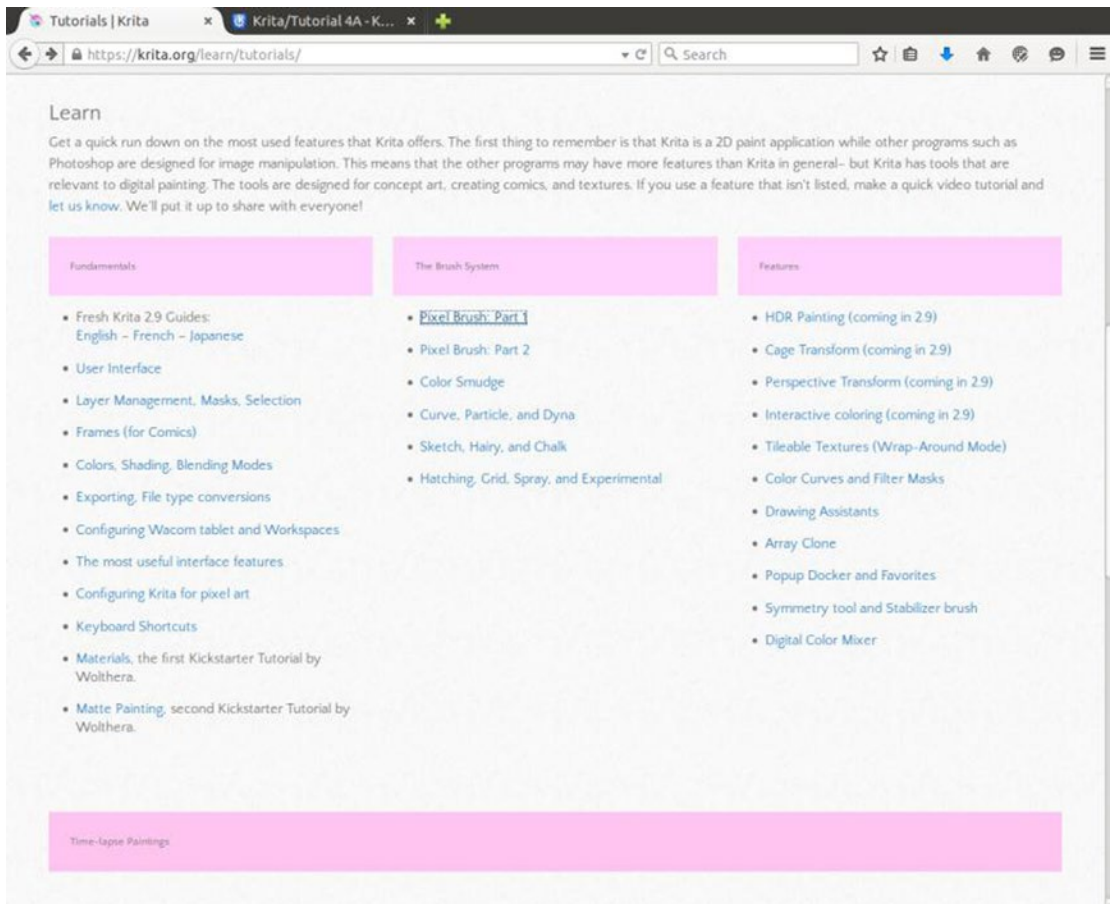 Tutorials | Krita
Krita/Tutorial 4A - K...
https://krita.org/learn/tutorials/
Search
Learn
Get a quick run down on the most used features that Krita offers. The first thing to remember is that Krita is a 2D paint application while other programs such as
Photoshop are designed for image manipulation. This means that the other programs may have more features than Krita in general– but Krita has tools that are
relevant to digital painting. The tools are designed for concept art, creating comics, and textures. If you use a feature that isn't listed, make a quick video tutorial and
let us know. We'll put it up to share with everyone!
Fundamentals
• Fresh Krita 2.9 Guides:
English – French – Japanese
• User Interface
• Layer Management, Masks, Selection
• Frames (for Comics)
• Colors, Shading, Blending Modes
• Exporting, File type conversions
• Configuring Wacom tablet and Workspaces
• The most useful interface features
• Configuring Krita for pixel art
• Keyboard Shortcuts
• Materials, the first Kickstarter Tutorial by
Wolthera.
• Matte Painting, second Kickstarter Tutorial by
Wolthera.
The Brush System
• Pixel Brush: Part 1
• Pixel Brush: Part 2
• Color Smudge
• Curve, Particle, and Dyna
• Sketch, Hairy, and Chalk
• Hatching, Grid, Spray, and Experimental
Features
• HDR Painting (coming in 2.9)
• Cage Transform (coming in 2.9)
• Perspective Transform (coming in 2.9)
• Interactive coloring (coming in 2.9)
• Tileable Textures (Wrap-Around Mode)
• Color Curves and Filter Masks
• Drawing Assistants
• Array Clone
• Popup Docker and Favorites
• Symmetry tool and Stabilizer brush
• Digital Color Mixer
Time-lapse Paintings